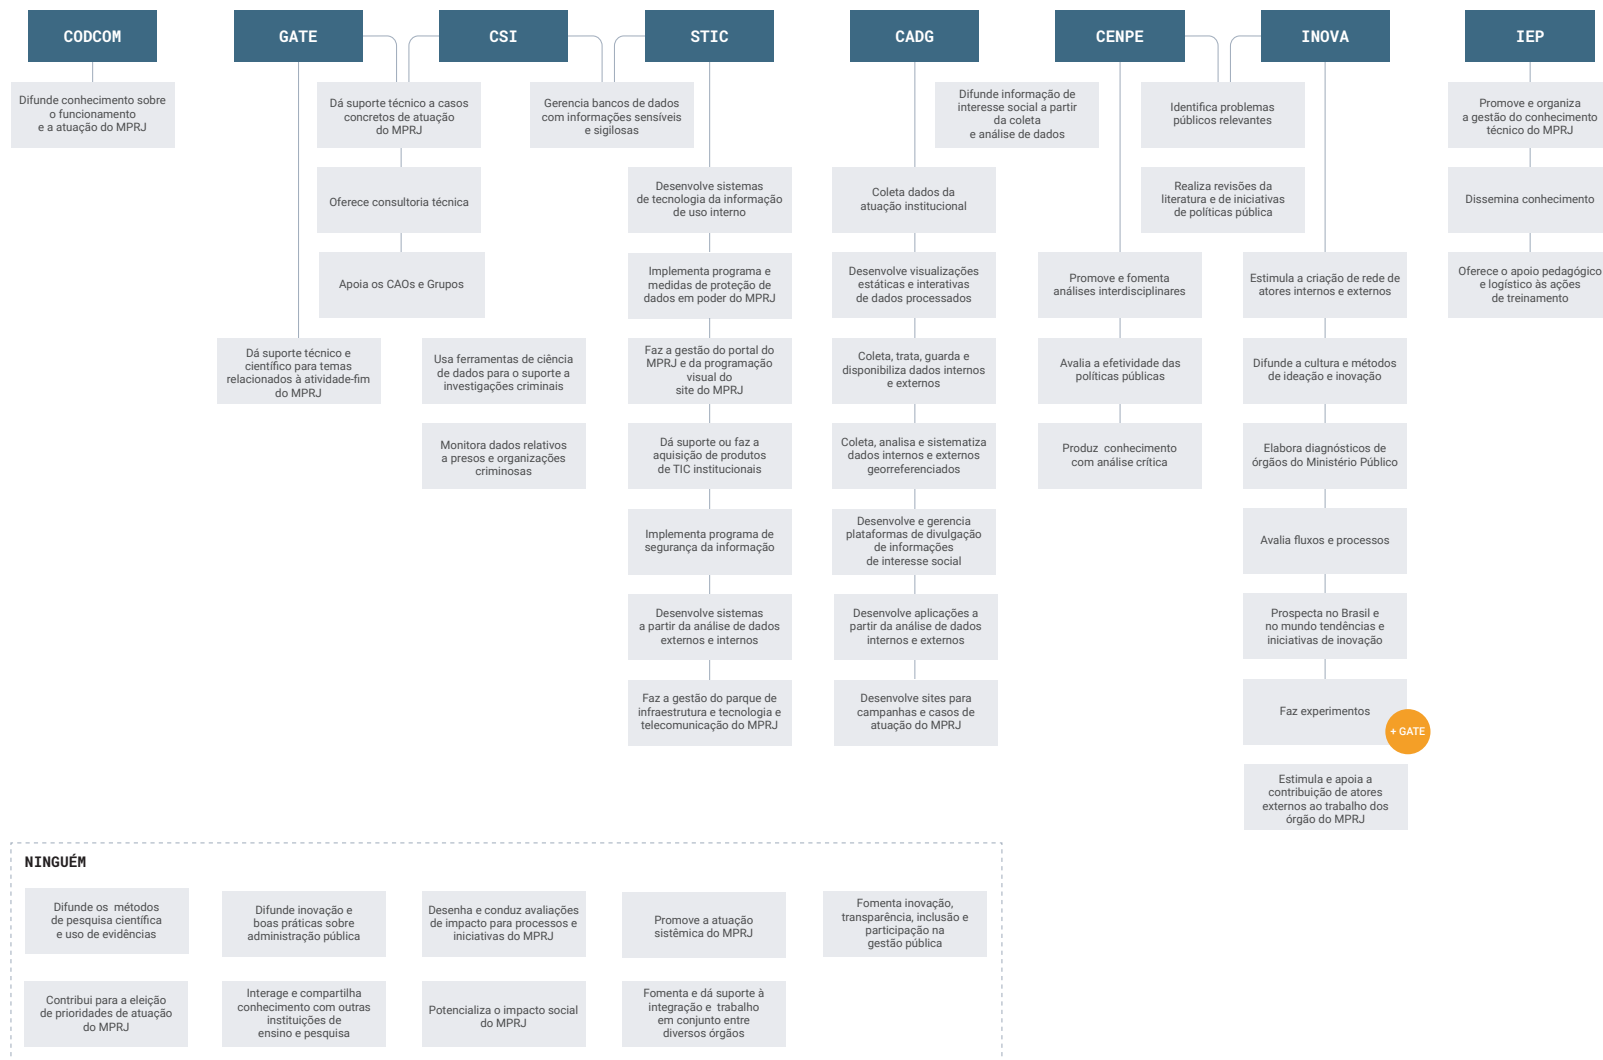 CODCOM
GATE
CSI
STIC
CADG
CENPE
INOVA
IEP
Difunde conhecimento sobre
o funcionamento
e a atuação do MPRJ
Dá suporte técnico a casos
concretos de atuação
do MPRJ
Gerencia bancos de dados
com informações sensíveis
e sigilosas
Difunde informação de
interesse social a partir
da coleta
e análise de dados
Identifica problemas
públicos relevantes
Promove e organiza
a gestão do conhecimento
técnico do MPRJ
Oferece consultoria técnica
Desenvolve sistemas
de tecnologia da informação
de uso interno
Coleta dados da
atuação institucional
Realiza revisões da
literatura e de iniciativas
de políticas pública
Dissemina conhecimento
Apoia os CAOs e Grupos
Implementa programa e
medidas de proteção de
dados em poder do MPRJ
Desenvolve visualizações
estáticas e interativas
de dados processados
Promove e fomenta
análises interdisciplinares
Estimula a criação de rede de
atores internos e externos
Oferece o apoio pedagógico
e logístico às ações
de treinamento
Dá suporte técnico e
científico para temas
relacionados à atividade-fim
do MPRJ
Usa ferramentas de ciência
de dados para o suporte a
investigações criminais
Faz a gestão do portal do
MPRJ e da programação
visual do
site do MPRJ
Coleta, trata, guarda e
disponibiliza dados internos
e externos
Avalia a efetividade das
políticas públicas
Difunde a cultura e métodos
de ideação e inovação
Monitora dados relativos
a presos e organizações
criminosas
Dá suporte ou faz a
aquisição de produtos
de TIC institucionais
Coleta, analisa e sistematiza
dados internos e externos
georreferenciados
Produz conhecimento
com análise crítica
Elabora diagnósticos de
órgãos do Ministério Público
Implementa programa de
segurança da informação
Desenvolve e gerencia
plataformas de divulgação
de informações
de interesse social
Avalia fluxos e processos
Desenvolve sistemas
a partir da análise de dados
externos e internos
Desenvolve aplicações a
partir da análise de dados
internos e externos
Prospecta no Brasil e
no mundo tendências e
iniciativas de inovação
Faz a gestão do parque de
infraestrutura e tecnologia e
telecomunicação do MPRJ
Desenvolve sites para
campanhas e casos de
atuação do MPRJ
Faz experimentos
+ GATE
Estimula e apoia a
contribuição de atores
externos ao trabalho dos
órgão do MPRJ
NINGUÉM
Difunde os métodos
de pesquisa científica
e uso de evidências
Difunde inovação e
boas práticas sobre
administração pública
Desenha e conduz avaliações
de impacto para processos e
iniciativas do MPRJ
Promove a atuação
sistêmica do MPRJ
Fomenta inovação,
transparência, inclusão e
participação na
gestão pública
Contribui para a eleição
de prioridades de atuação
do MPRJ
Interage e compartilha
conhecimento com outras
instituições de
ensino e pesquisa
Potencializa o impacto social
do MPRJ
Fomenta e dá suporte à
integração e trabalho
em conjunto entre
diversos órgãos